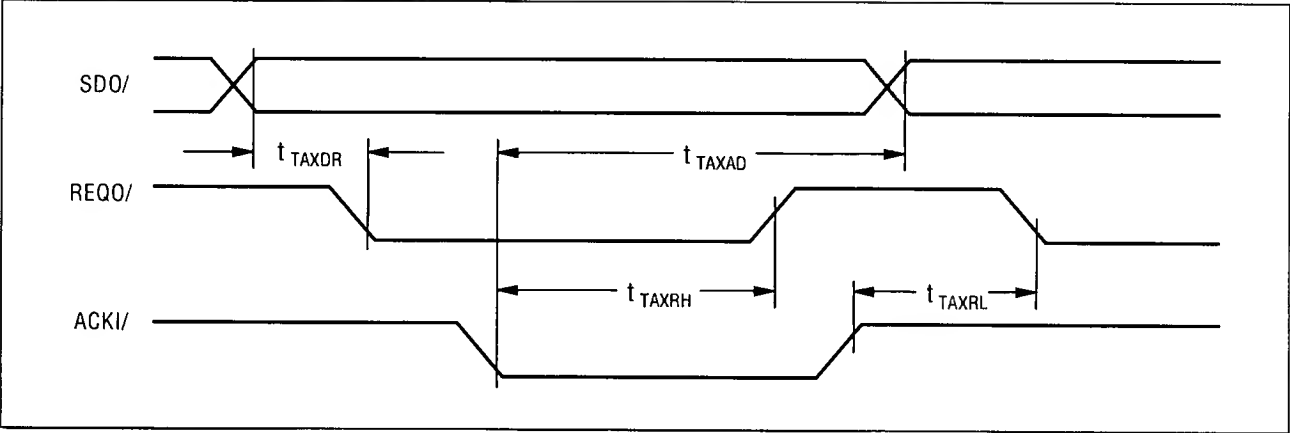 SDO/
t TAXDR
t TAXAD
REQO/
t TAXRH
t TAXRL
ACKI/